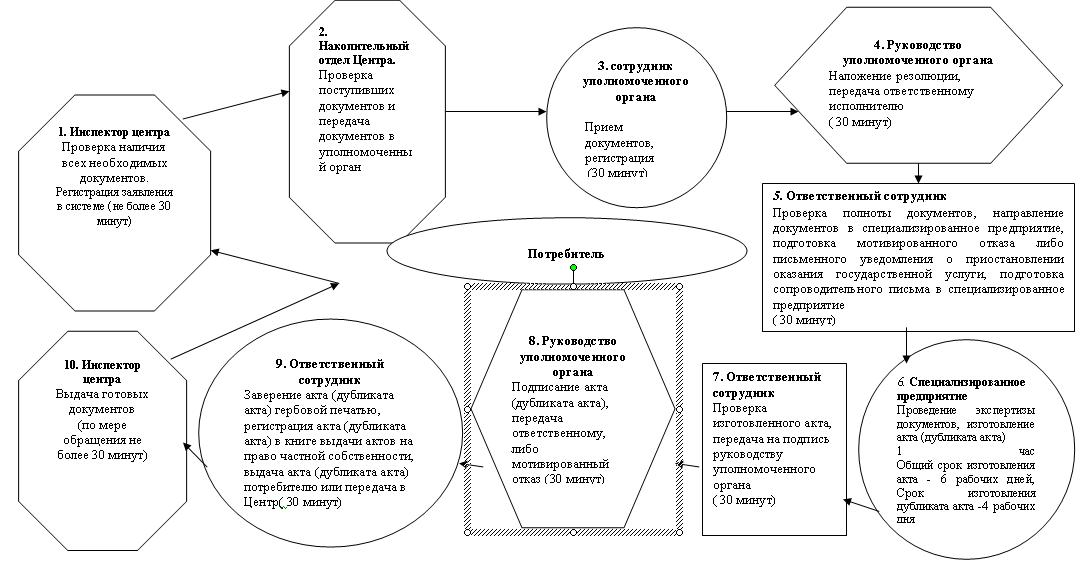 1. Инспектор центра
Проверка наличия
всех необходимых
документов.
Регистрация заявления
в системе (не более 30
минут)
2.
Накопительный
отдел Центра.
Проверка
поступивших
документов и
передача
документов в
уполномоченны
й орган
3. сотрудник
уполномоченного
органа
Прием
документов,
регистрация
(30 минут)
4. Руководство
уполномоченного органа
Наложение резолюции,
передача ответственному
исполнителю
( 30 минут)
5. Ответственный сотрудник
Проверка полноты документов, направление
документов в специализированное предприятие,
подготовка мотивированного отказа либо
письменного уведомления о приостановлении
оказания государственной услуги, подготовка
сопроводительного письма в специализированное
предприятие
( 30 минут)
Потребитель
6. Специализированное
предприятие
Проведение экспертизы
документов, изготовление
акта (дубликата акта)
1 час
Общий срок изготовления
акта - 6 рабочих дней,
Срок изготовления
дубликата акта -4 рабочих
дня
7. Ответственный
сотрудник
Проверка
изготовленного акта,
передача на подпись
руководству
уполномоченного
органа
( 30 минут)
8. Руководство
уполномоченного
органа
Подписание акта
(дубликата акта),
передача
ответственному,
либо
мотивированный
отказ (30 минут)
9. Ответственный
сотрудник
Заверение акта (дубликата
акта) гербовой печатью,
регистрация акта (дубликата
акта) в книге выдачи актов на
право частной собственности,
выдача акта (дубликата акта)
потребителю или передача в
Центр( 30 минут)
10. Инспектор
центра
Выдача готовых
документов
(по мере
обращения не
более 30 минут)